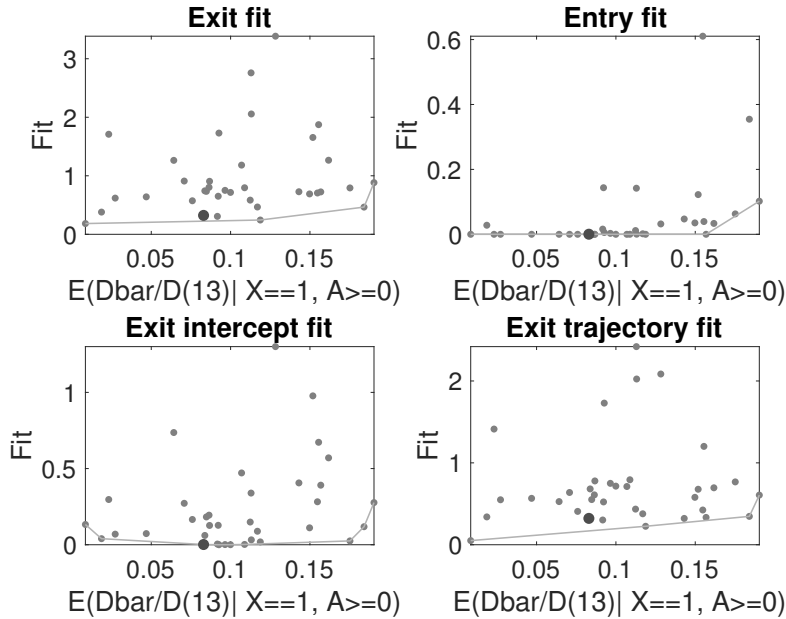 Exit fit
Entry fit
3
2
1
0
Fit
0.05
0.1
0.15
E(Dbar/D(13)| X==1, A>=0)
0.6
0.4
0.2
0
Fit
0.05
0.1
0.15
E(Dbar/D(13)| X==1, A>=0)
Exit intercept fit
Exit trajectory fit
1
0.5
0
Fit
0.05
0.1
0.15
E(Dbar/D(13)| X==1, A>=0)
2
1
0
Fit
0.05
0.1
0.15
E(Dbar/D(13)| X==1, A>=0)